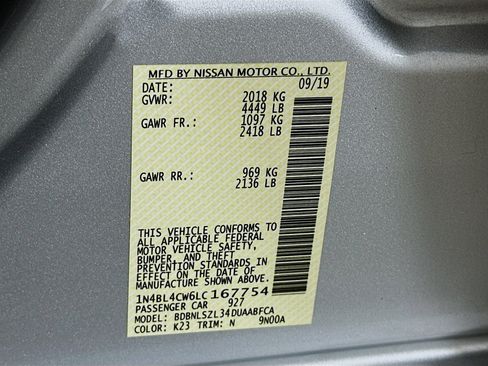 MFD BY NISSAN MOTOR CO., LTD.
DATE: 09/19
GVWR: 2018 KG
4449 LB
GAWR FR.: 1097 KG
2418 LB
GAWR RR.: 969 KG
2136 LB
THIS VEHICLE CONFORMS TO
ALL APPLICABLE FEDERAL
MOTOR VEHICLE SAFETY,
BUMPER, AND THEFT
PREVENTION STANDARDS
IN EFFECT ON THE DATE OF
MANUFACTURE SHOWN ABOVE.
1N4BL4CW6LC167754
PASSENGER CAR 927
MODEL: BDBNLSZL34DUAABFCA
COLOR: K23 TRIM: N 9N00A